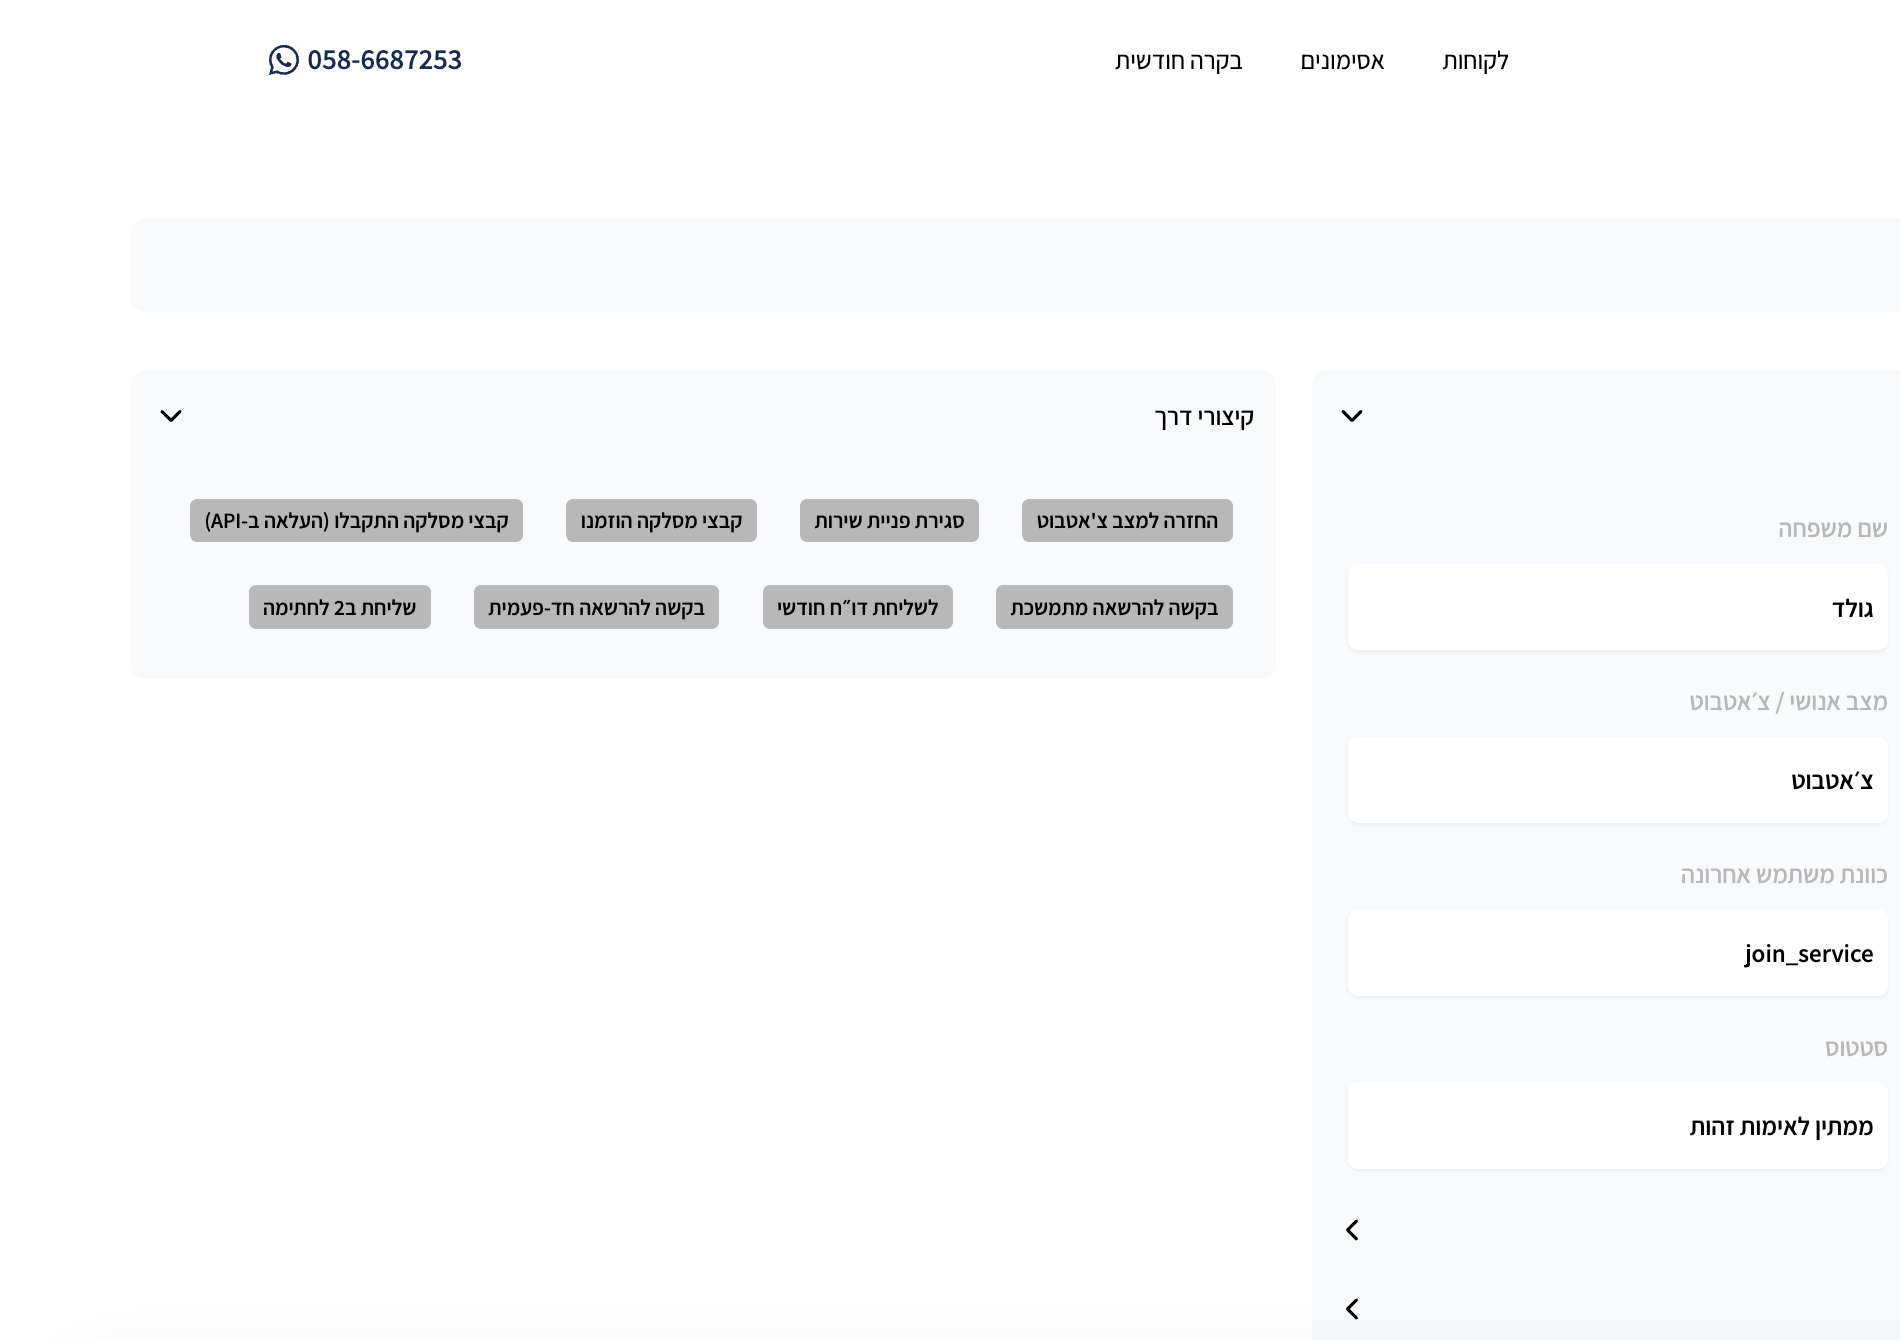 לקוחות
אסימונים
בקרה חודשית
058-6687253
שם משפחה
גולד
מצב אנושי / צ׳אטבוט
צ׳אטבוט
כוונת משתמש אחרונה
join_service
סטטוס
ממתין לאימות זהות
קיצורי דרך
החזרה למצב צ'אטבוט
סגירת פניית שירות
קבצי מסלקה הוזמנו
קבצי מסלקה התקבלו (העלאה ב-API)
בקשה להרשאה מתמשכת
לשליחת דו״ח חודשי
בקשה להרשאה חד-פעמית
שליחת ב2 לחתימה